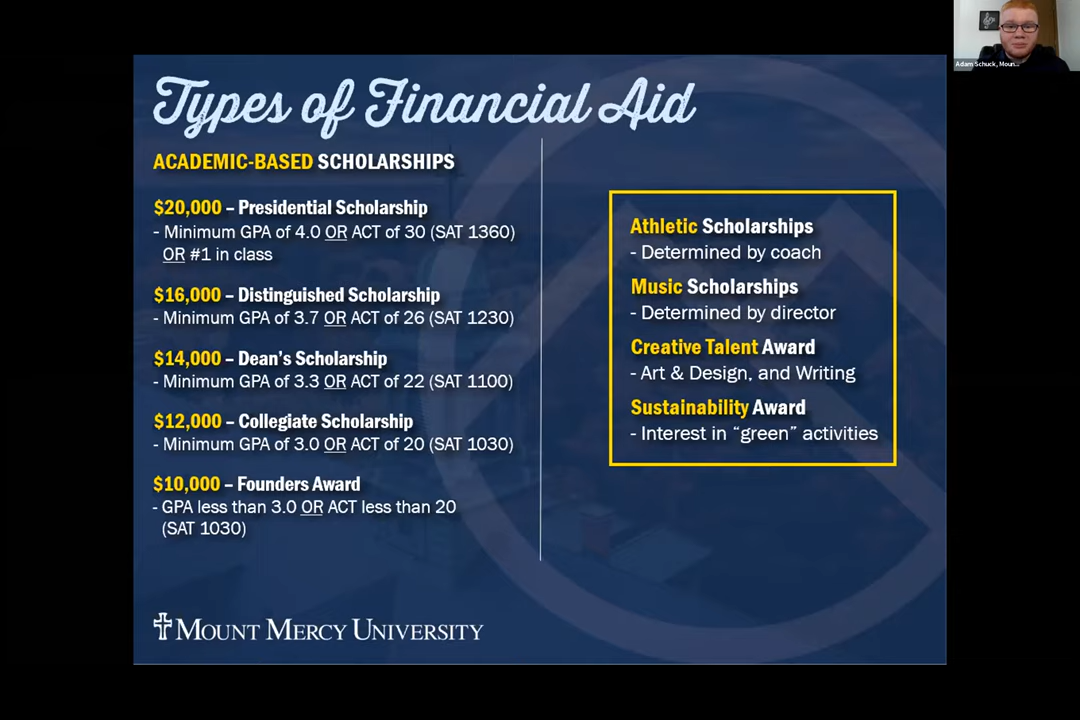 Types of Financial Aid
ACADEMIC-BASED SCHOLARSHIPS
$20,000 – Presidential Scholarship
- Minimum GPA of 4.0 OR ACT of 30 (SAT 1360)
OR #1 in class
$16,000 – Distinguished Scholarship
- Minimum GPA of 3.7 OR ACT of 26 (SAT 1230)
$14,000 – Dean's Scholarship
- Minimum GPA of 3.3 OR ACT of 22 (SAT 1100)
$12,000 – Collegiate Scholarship
- Minimum GPA of 3.0 OR ACT of 20 (SAT 1030)
$10,000 – Founders Award
- GPA less than 3.0 OR ACT less than 20
(SAT 1030)
Athletic Scholarships
- Determined by coach
Music Scholarships
- Determined by director
Creative Talent Award
- Art & Design, and Writing
Sustainability Award
- Interest in “green” activities
MOUNT MERCY UNIVERSITY
Adam Schuck, Moun...